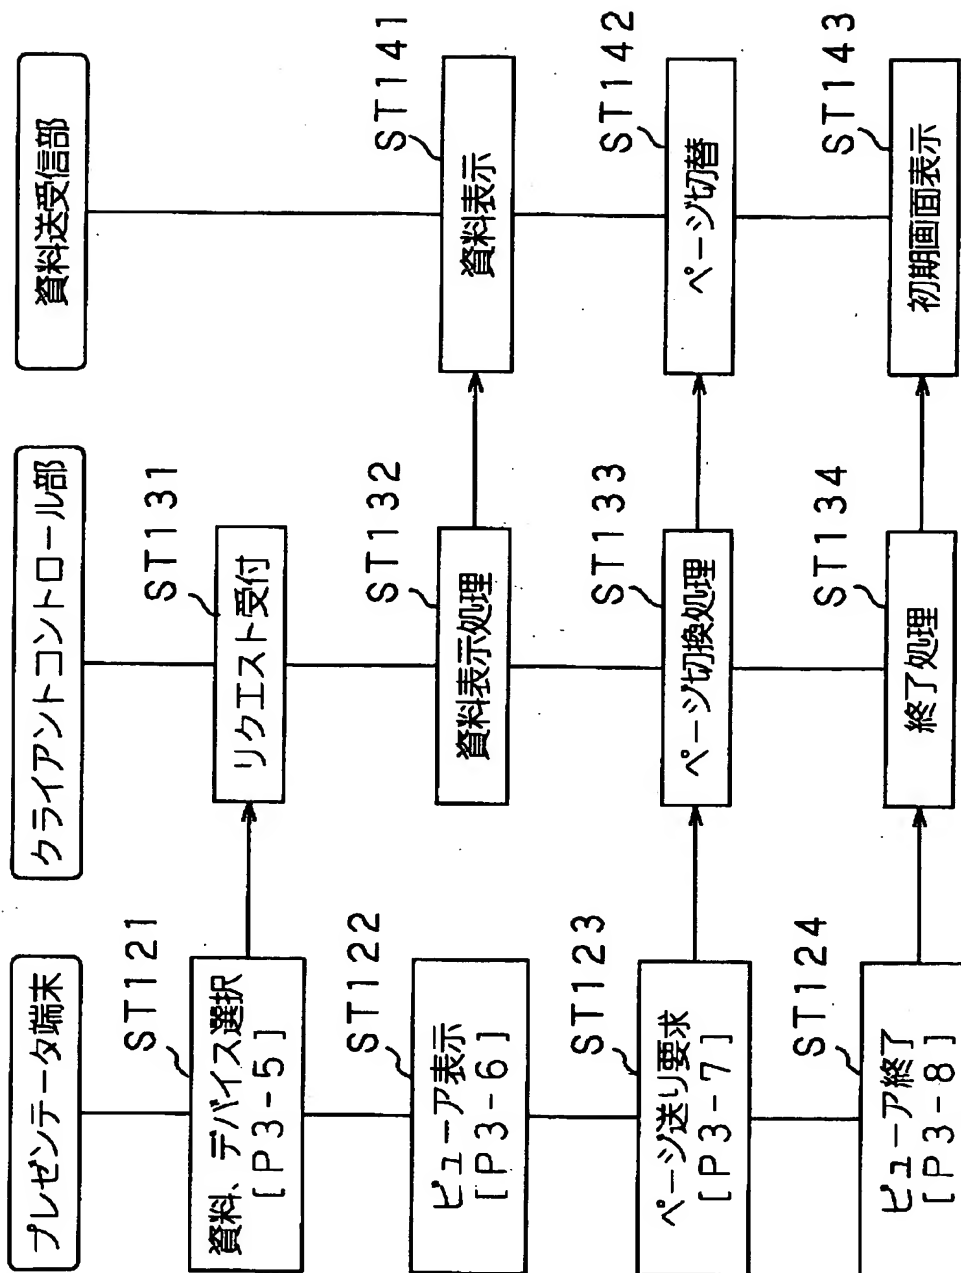 プレゼンテータ端末
ST121
資料、デバイス選択
[P3-5]
ST122
ビューア表示
[P3-6]
ST123
ページ送り要求
[P3-7]
ST124
ビューア終了
[P3-8]
クライアントコントロール部
ST131
リクエスト受付
ST132
資料表示処理
ST133
ページ切換処理
ST134
終了処理
資料送受信部
ST141
資料表示
ST142
ページ切替
ST143
初期画面表示